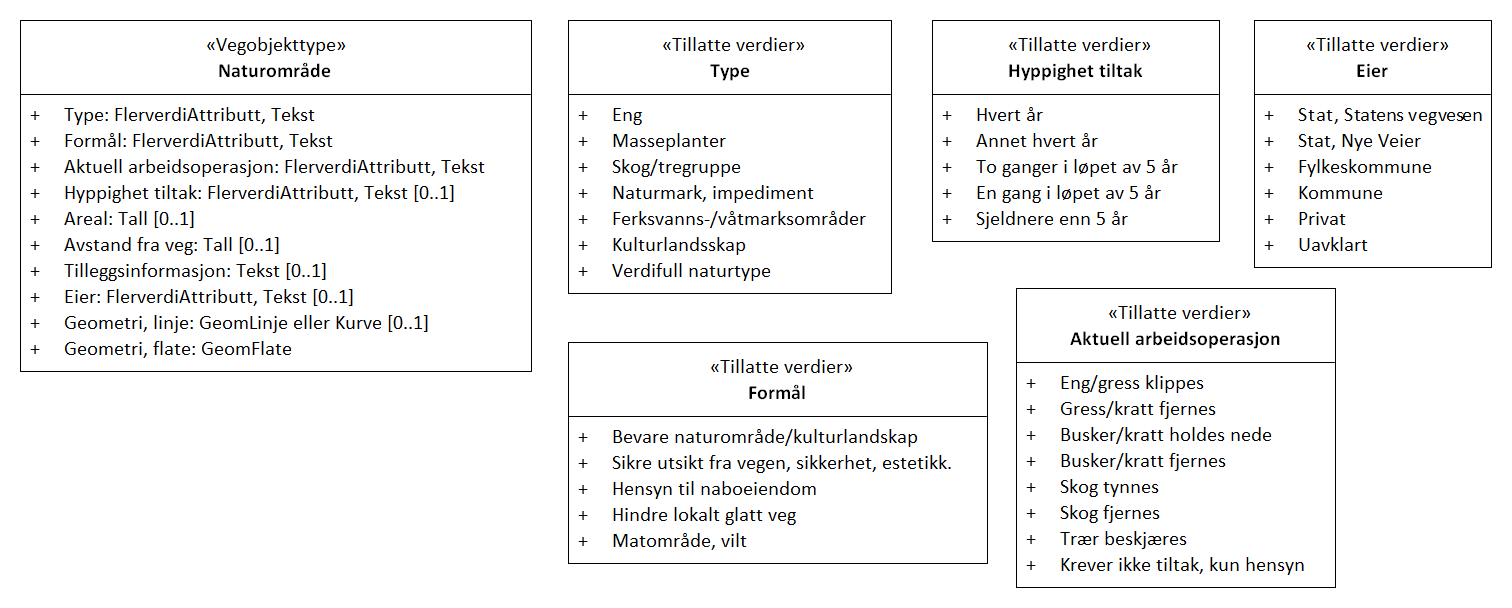 «Vegobjekttype»
Naturområde
+ Type: FlerverdiAttributt, Tekst
+ Formål: FlerverdiAttributt, Tekst
+ Aktuell arbeidsoperasjon: FlerverdiAttributt, Tekst
+ Hyppighet tiltak: FlerverdiAttributt, Tekst [0..1]
+ Areal: Tall [0..1]
+ Avstand fra veg: Tall [0..1]
+ Tilleggsinformasjon: Tekst [0..1]
+ Eier: FlerverdiAttributt, Tekst [0..1]
+ Geometri, linje: GeomLinje eller Kurve [0..1]
+ Geometri, flate: GeomFlate
«Tillatte verdier»
Type
+ Eng
+ Masseplanter
+ Skog/tregruppe
+ Naturmark, impediment
+ Ferksvanns-/våtmarksområder
+ Kulturlandsskap
+ Verdifull naturtype
«Tillatte verdier»
Hyppighet tiltak
+ Hvert år
+ Annet hvert år
+ To ganger i løpet av 5 år
+ En gang i løpet av 5 år
+ Sjeldnere enn 5 år
«Tillatte verdier»
Eier
+ Stat, Statens vegvesen
+ Stat, Nye Veier
+ Fylkeskommune
+ Kommune
+ Privat
+ Uavklart
«Tillatte verdier»
Formål
+ Bevare naturområde/kulturlandskap
+ Sikre utsikt fra vegen, sikkerhet, estetikk.
+ Hensyn til naboeiendom
+ Hindre lokalt glatt veg
+ Matområde, vilt
«Tillatte verdier»
Aktuell arbeidsoperasjon
+ Eng/gress klippes
+ Gress/kratt fjernes
+ Busker/kratt holdes nede
+ Busker/kratt fjernes
+ Skog tynnes
+ Skog fjernes
+ Trær beskjæres
+ Krever ikke tiltak, kun hensyn